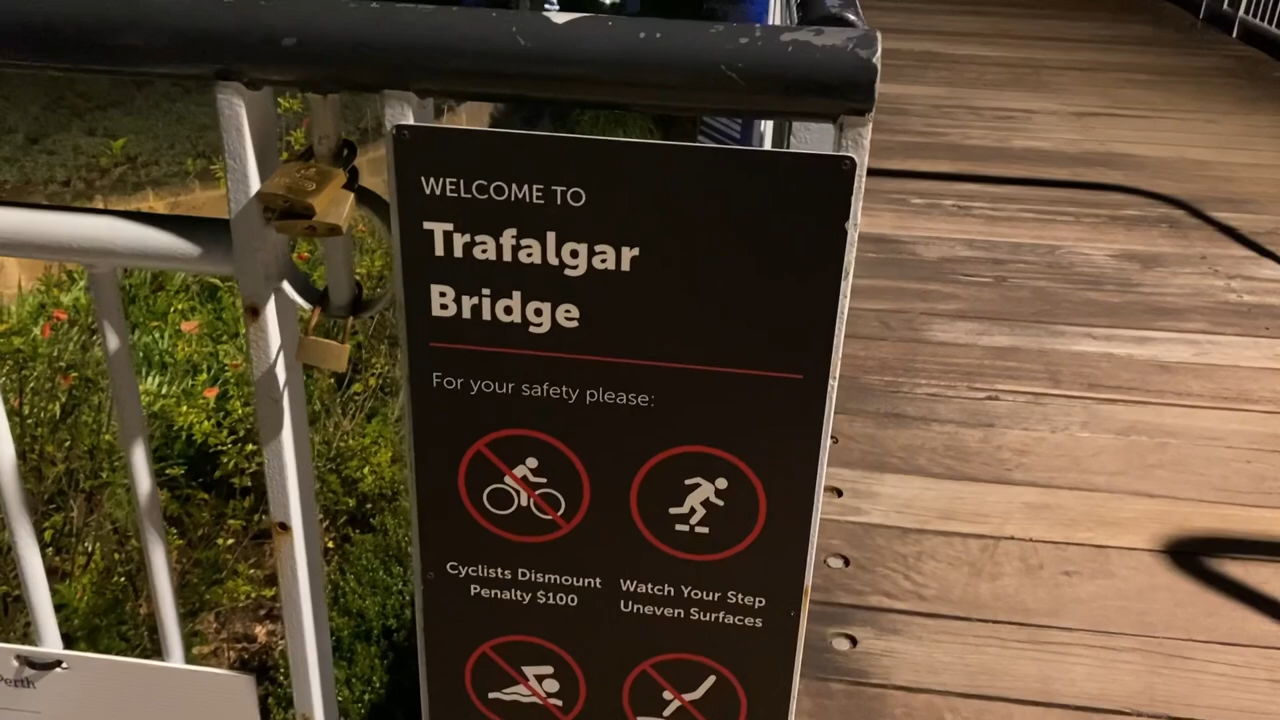 WELCOME TO
Trafalgar
Bridge
For your safety please:
Cyclists Dismount
Penalty $100
Watch Your Step
Uneven Surfaces
Perth